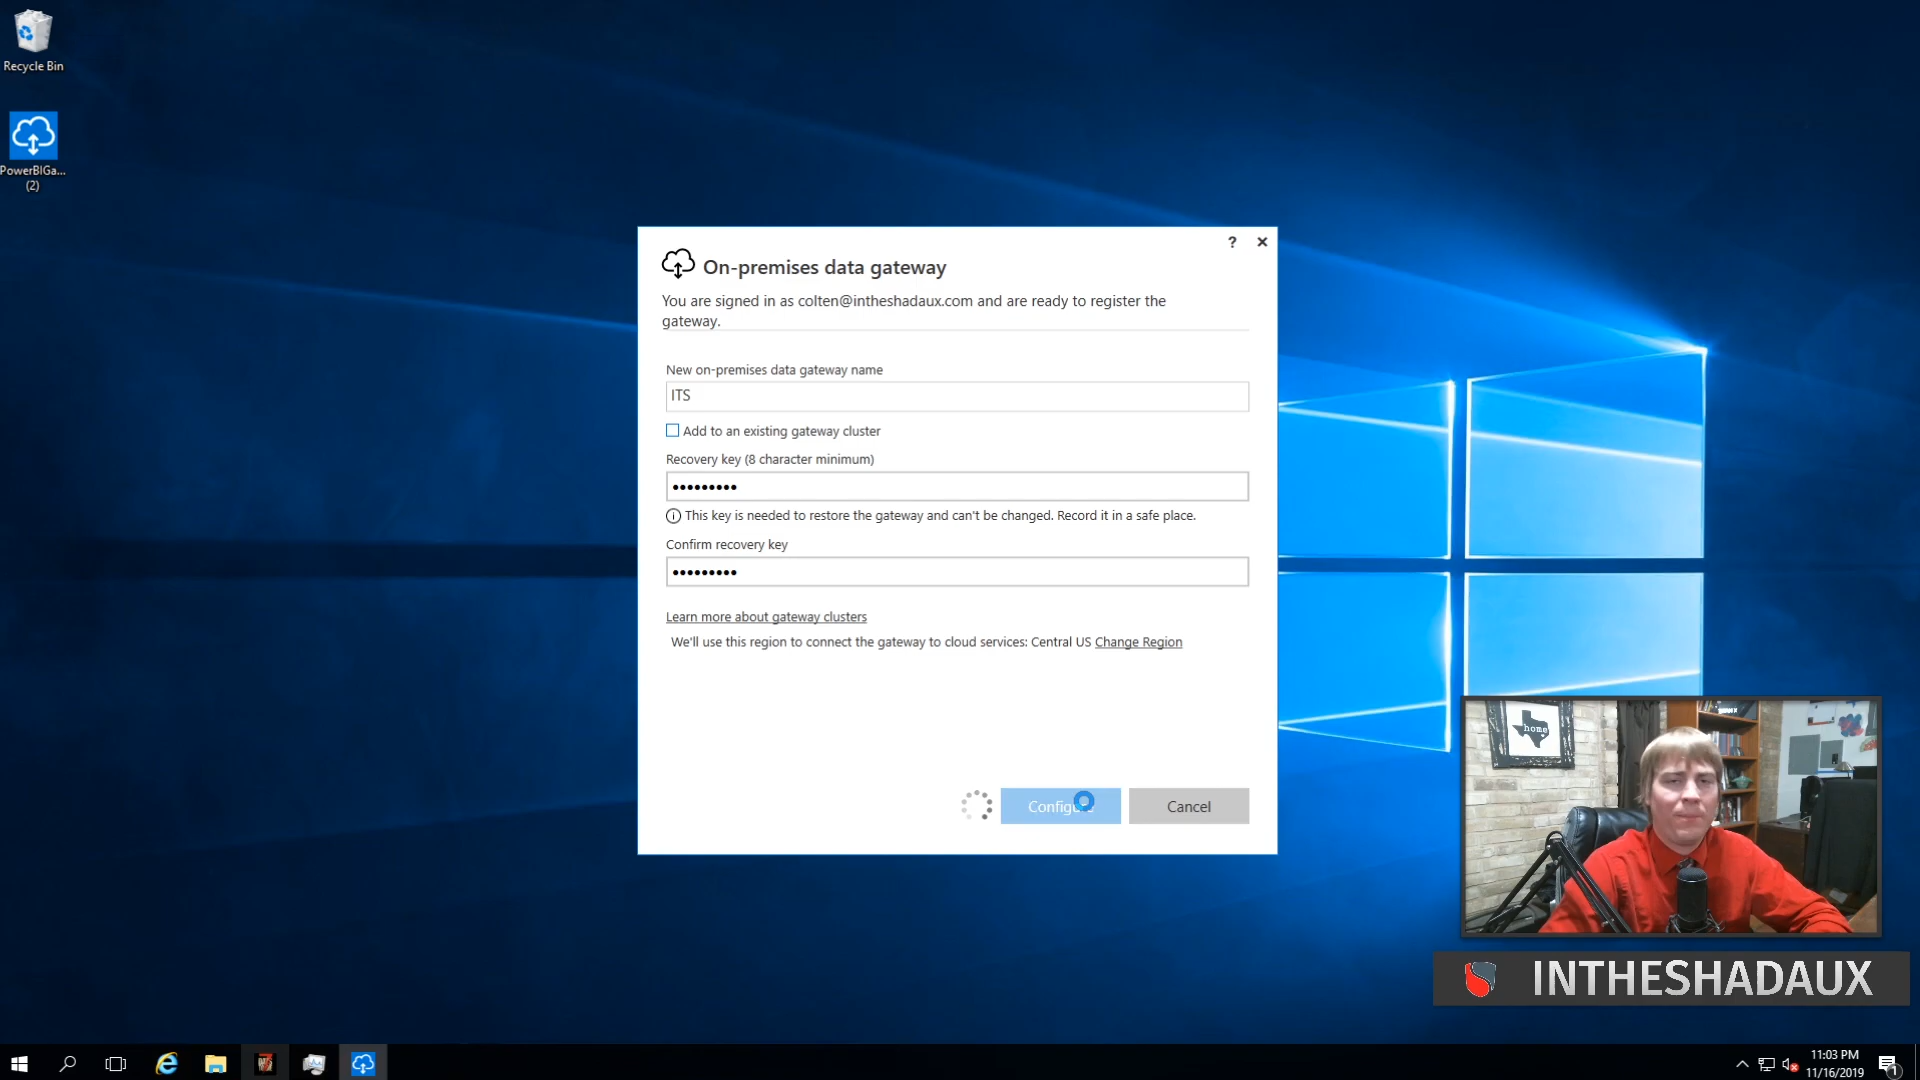 Recycle Bin
PowerBIGa...
(2)
?
On-premises data gateway
You are signed in as colten@intheshadaux.com and are ready to register the
gateway.
New on-premises data gateway name
ITS
Add to an existing gateway cluster
Recovery key (8 character minimum)
•••••••••
This key is needed to restore the gateway and can't be changed. Record it in a safe place.
Confirm recovery key
•••••••••
Learn more about gateway clusters
We'll use this region to connect the gateway to cloud services: Central US Change Region
Cancel
home
INTHESHADAUX
11:03 PM
11/16/2019
1